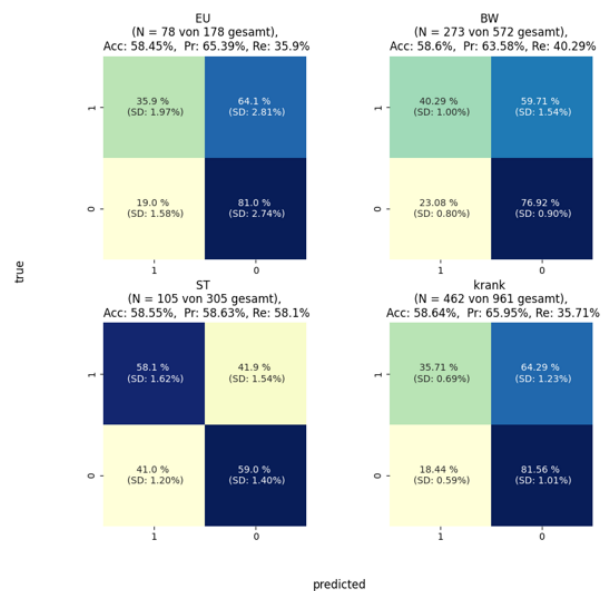 EU
(N = 78 von 178 gesamt),
Acc: 58.45%,  Pr: 65.39%, Re: 35.9%
1
35.9 %
(SD: 1.97%)
64.1 %
(SD: 2.81%)
0
19.0 %
(SD: 1.58%)
81.0 %
(SD: 2.74%)
1
0
BW
(N = 273 von 572 gesamt),
Acc: 58.6%,  Pr: 63.58%, Re: 40.29%
1
40.29 %
(SD: 1.00%)
59.71 %
(SD: 1.54%)
0
23.08 %
(SD: 0.80%)
76.92 %
(SD: 0.90%)
1
0
true
ST
(N = 105 von 305 gesamt),
Acc: 58.55%,  Pr: 58.63%, Re: 58.1%
1
58.1 %
(SD: 1.62%)
41.9 %
(SD: 1.54%)
0
41.0 %
(SD: 1.20%)
59.0 %
(SD: 1.40%)
1
0
krank
(N = 462 von 961 gesamt),
Acc: 58.64%,  Pr: 65.95%, Re: 35.71%
1
35.71 %
(SD: 0.69%)
64.29 %
(SD: 1.23%)
0
18.44 %
(SD: 0.59%)
81.56 %
(SD: 1.01%)
1
0
predicted